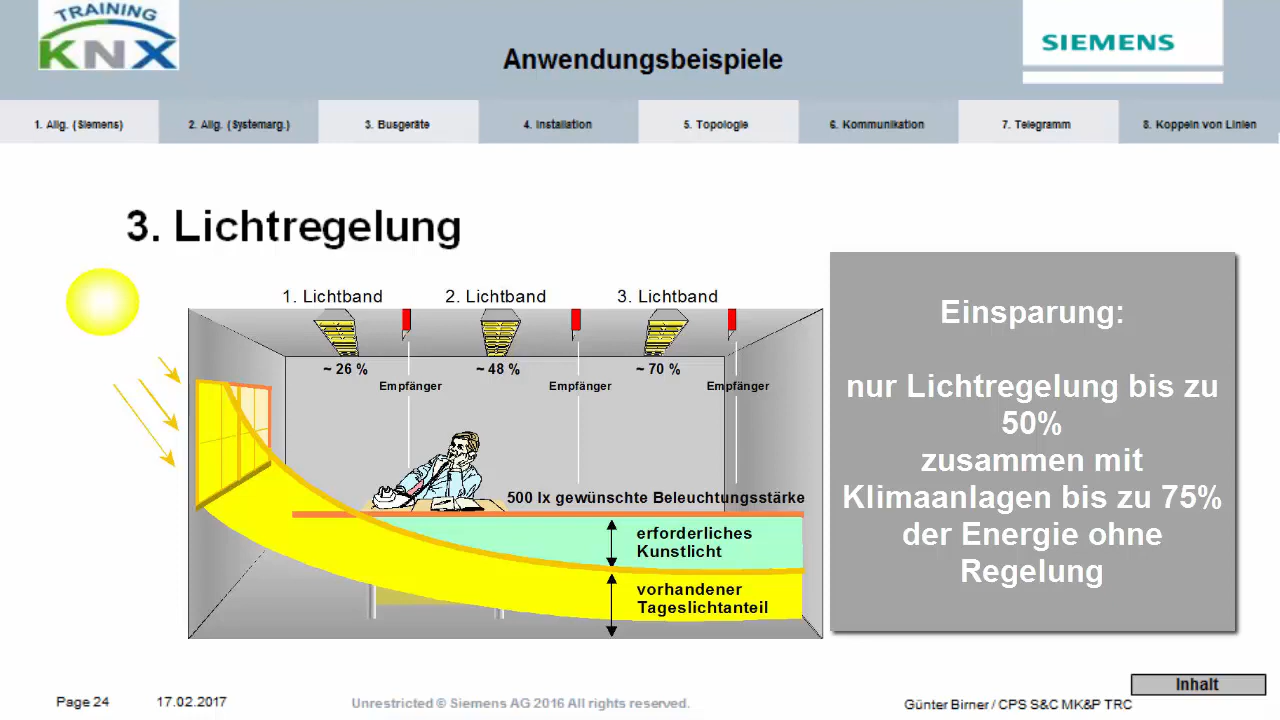 TRAINING
KNX
SIEMENS
Anwendungsbeispiele
1. Allg. (Siemens)
2. Allg. (Systemarg.)
3. Busgeräte
4. Installation
5. Topologie
6. Kommunikation
7. Telegramm
8. Koppeln von Linien
3. Lichtregelung
1. Lichtband
2. Lichtband
3. Lichtband
~ 26 %
~ 48 %
~ 70 %
Empfänger
Empfänger
Empfänger
500 lx gewünschte Beleuchtungsstärke
erforderliches
Kunstlicht
vorhandener
Tageslichtanteil
Einsparung:
nur Lichtregelung bis zu
50%
zusammen mit
Klimaanlagen bis zu 75%
der Energie ohne
Regelung
Inhalt
Page 24
17.02.2017
Unrestricted © Siemens AG 2016 All rights reserved.
Günter Birner / CPS S&C MK&P TRC